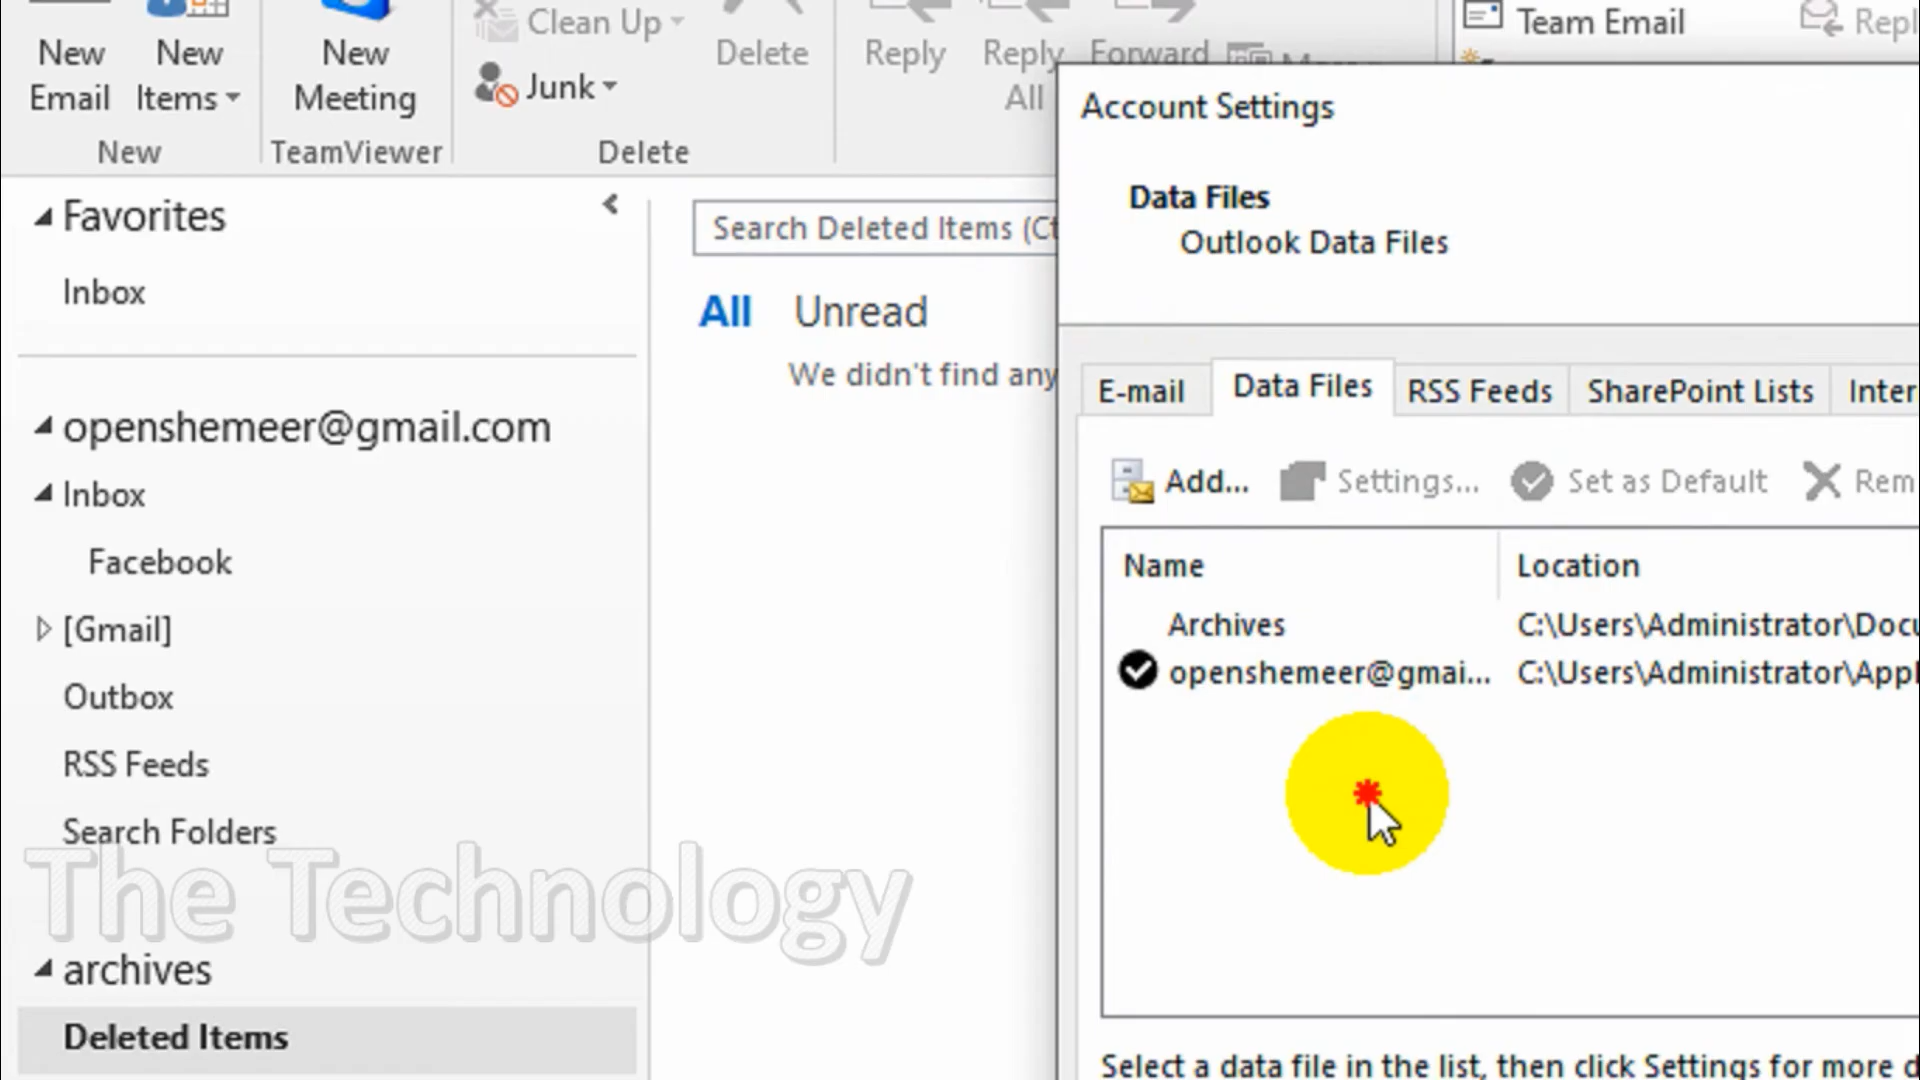 New Email
New Items
New Meeting
Clean Up
Junk
Delete
Reply
Reply All
Forward
Team Email
New
TeamViewer
Delete
Favorites
Inbox
openshemeer@gmail.com
Inbox
Facebook
[Gmail]
Outbox
RSS Feeds
Search Folders
The Technology
archives
Deleted Items
Search Deleted Items (Ct
All Unread
We didn't find any
Account Settings
Data Files
Outlook Data Files
E-mail Data Files RSS Feeds SharePoint Lists Inter
Add... Settings... Set as Default Rem
Name Location
Archives C:\Users\Administrator\Docu
openshemeer@gmai... C:\Users\Administrator\Appl
Select a data file in the list, then click Settings for more d